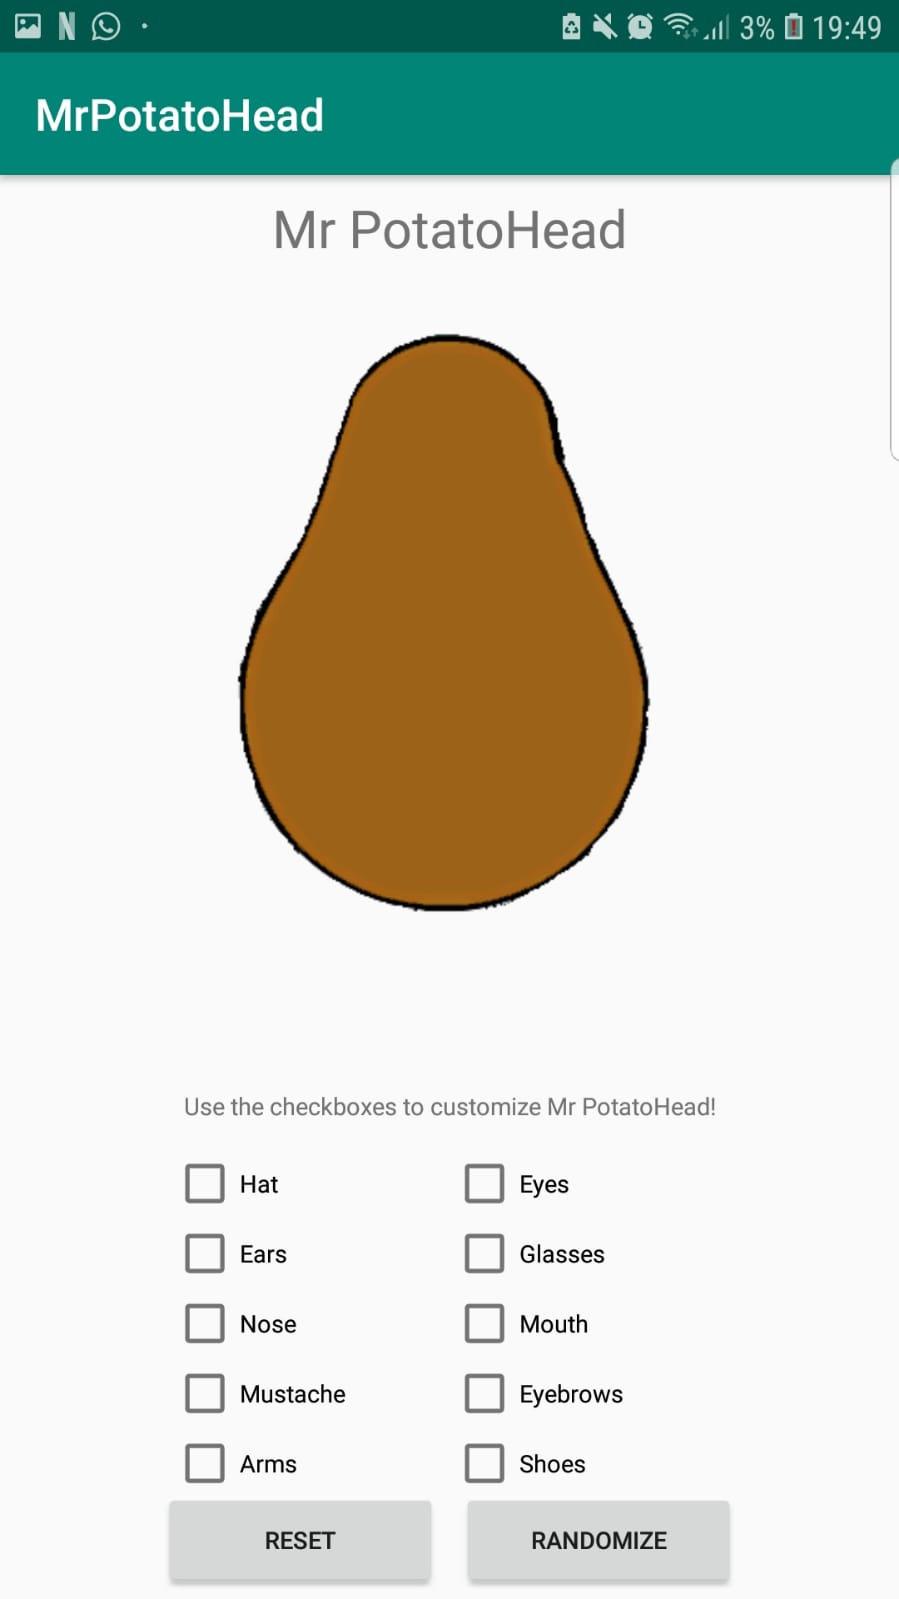 3% 19:49
MrPotatoHead
Mr PotatoHead
Use the checkboxes to customize Mr PotatoHead!
Hat Eyes
Ears Glasses
Nose Mouth
Mustache Eyebrows
Arms Shoes
RESET RANDOMIZE